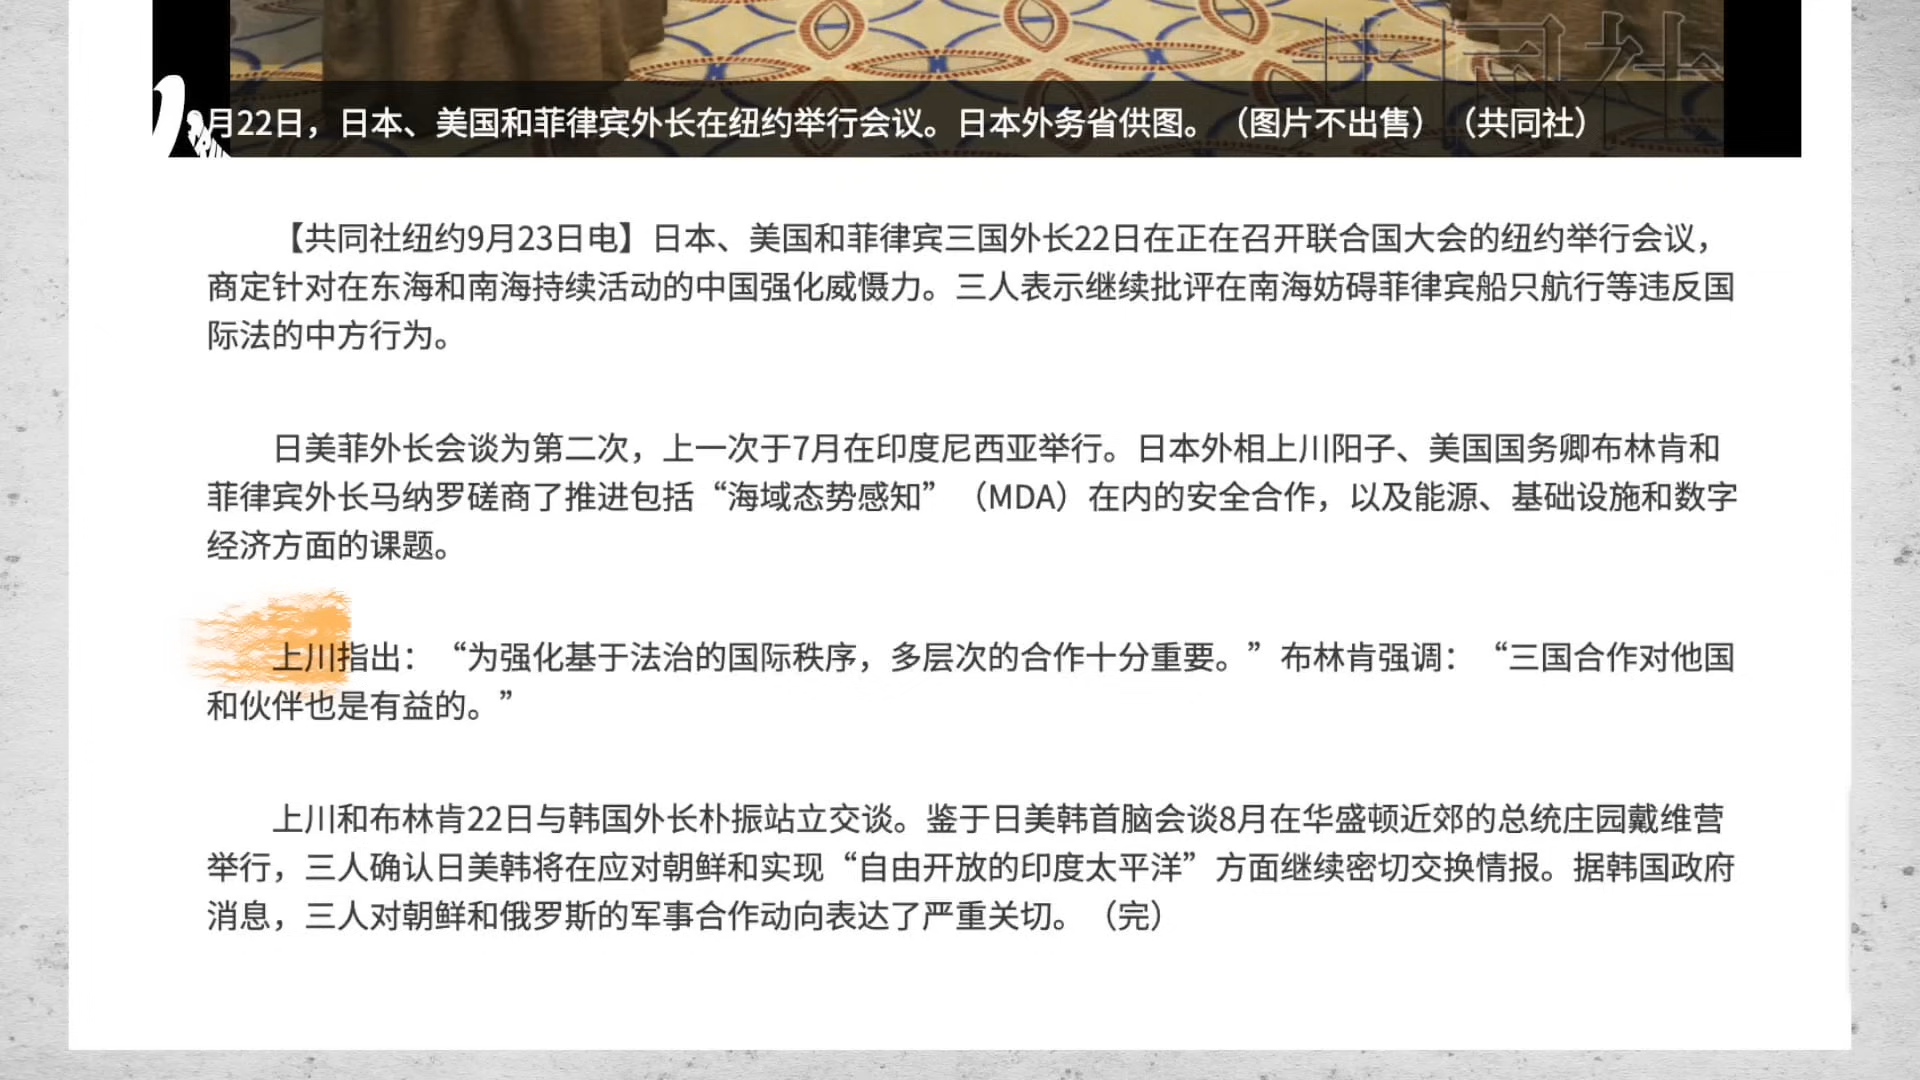 9月22日，日本、美国和菲律宾外长在纽约举行会议。日本外务省供图。（图片不出售）（共同社）
共同社
【共同社纽约9月23日电】日本、美国和菲律宾三国外长22日在正在召开联合国大会的纽约举行会议，
商定针对在东海和南海持续活动的中国强化威慑力。三人表示继续批评在南海妨碍菲律宾船只航行等违反国
际法的中方行为。
日美菲外长会谈为第二次，上一次于7月在印度尼西亚举行。日本外相上川阳子、美国国务卿布林肯和
菲律宾外长马纳罗磋商了推进包括“海域态势感知”（MDA）在内的安全合作，以及能源、基础设施和数字
经济方面的课题。
上川指出：“为强化基于法治的国际秩序，多层次的合作十分重要。”布林肯强调：“三国合作对他国
和伙伴也是有益的。”
上川和布林肯22日与韩国外长朴振站立交谈。鉴于日美韩首脑会谈8月在华盛顿近郊的总统庄园戴维营
举行，三人确认日美韩将在应对朝鲜和实现“自由开放的印度太平洋”方面继续密切交换情报。据韩国政府
消息，三人对朝鲜和俄罗斯的军事合作动向表达了严重关切。（完）